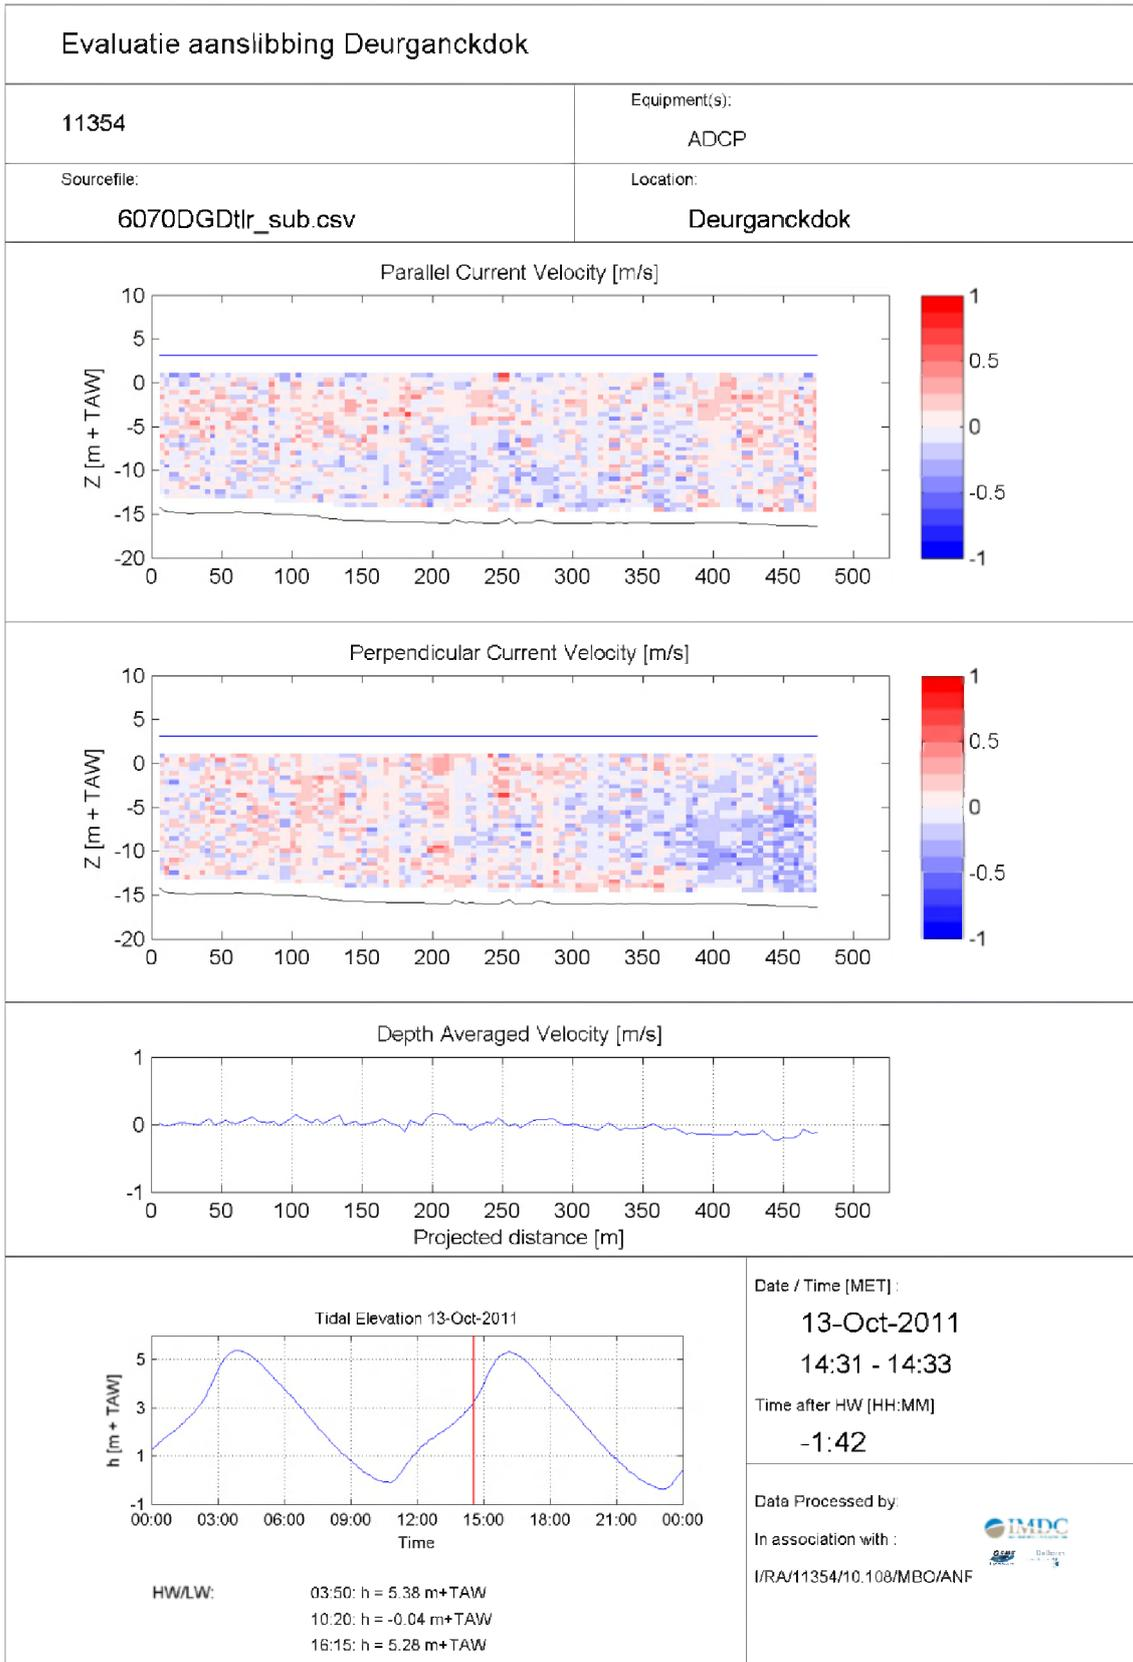 Evaluatie aanslibbing Deurganckdok
11354
Equipment(s):
ADCP
Sourcefile:
6070DGDtlr_sub.csv
Location:
Deurganckdok
Parallel Current Velocity [m/s]
10
5
0
-5
-10
-15
-20
Z [m + TAW]
0 50 100 150 200 250 300 350 400 450 500
1
0.5
0
-0.5
-1
Perpendicular Current Velocity [m/s]
10
5
0
-5
-10
-15
-20
Z [m + TAW]
0 50 100 150 200 250 300 350 400 450 500
1
0.5
0
-0.5
-1
Depth Averaged Velocity [m/s]
1
0
-1
0 50 100 150 200 250 300 350 400 450 500
Projected distance [m]
Tidal Elevation 13-Oct-2011
5
3
1
-1
h [m + TAW]
00:00 03:00 06:00 09:00 12:00 15:00 18:00 21:00 00:00
Time
HW/LW:
03:50: h = 5.38 m+TAW
10:20: h = -0.04 m+TAW
16:15: h = 5.28 m+TAW
Date / Time [MET] :
13-Oct-2011
14:31 - 14:33
Time after HW [HH:MM]
-1:42
Data Processed by:
IMDC
In association with :
I/RA/11354/10.108/MBO/ANF